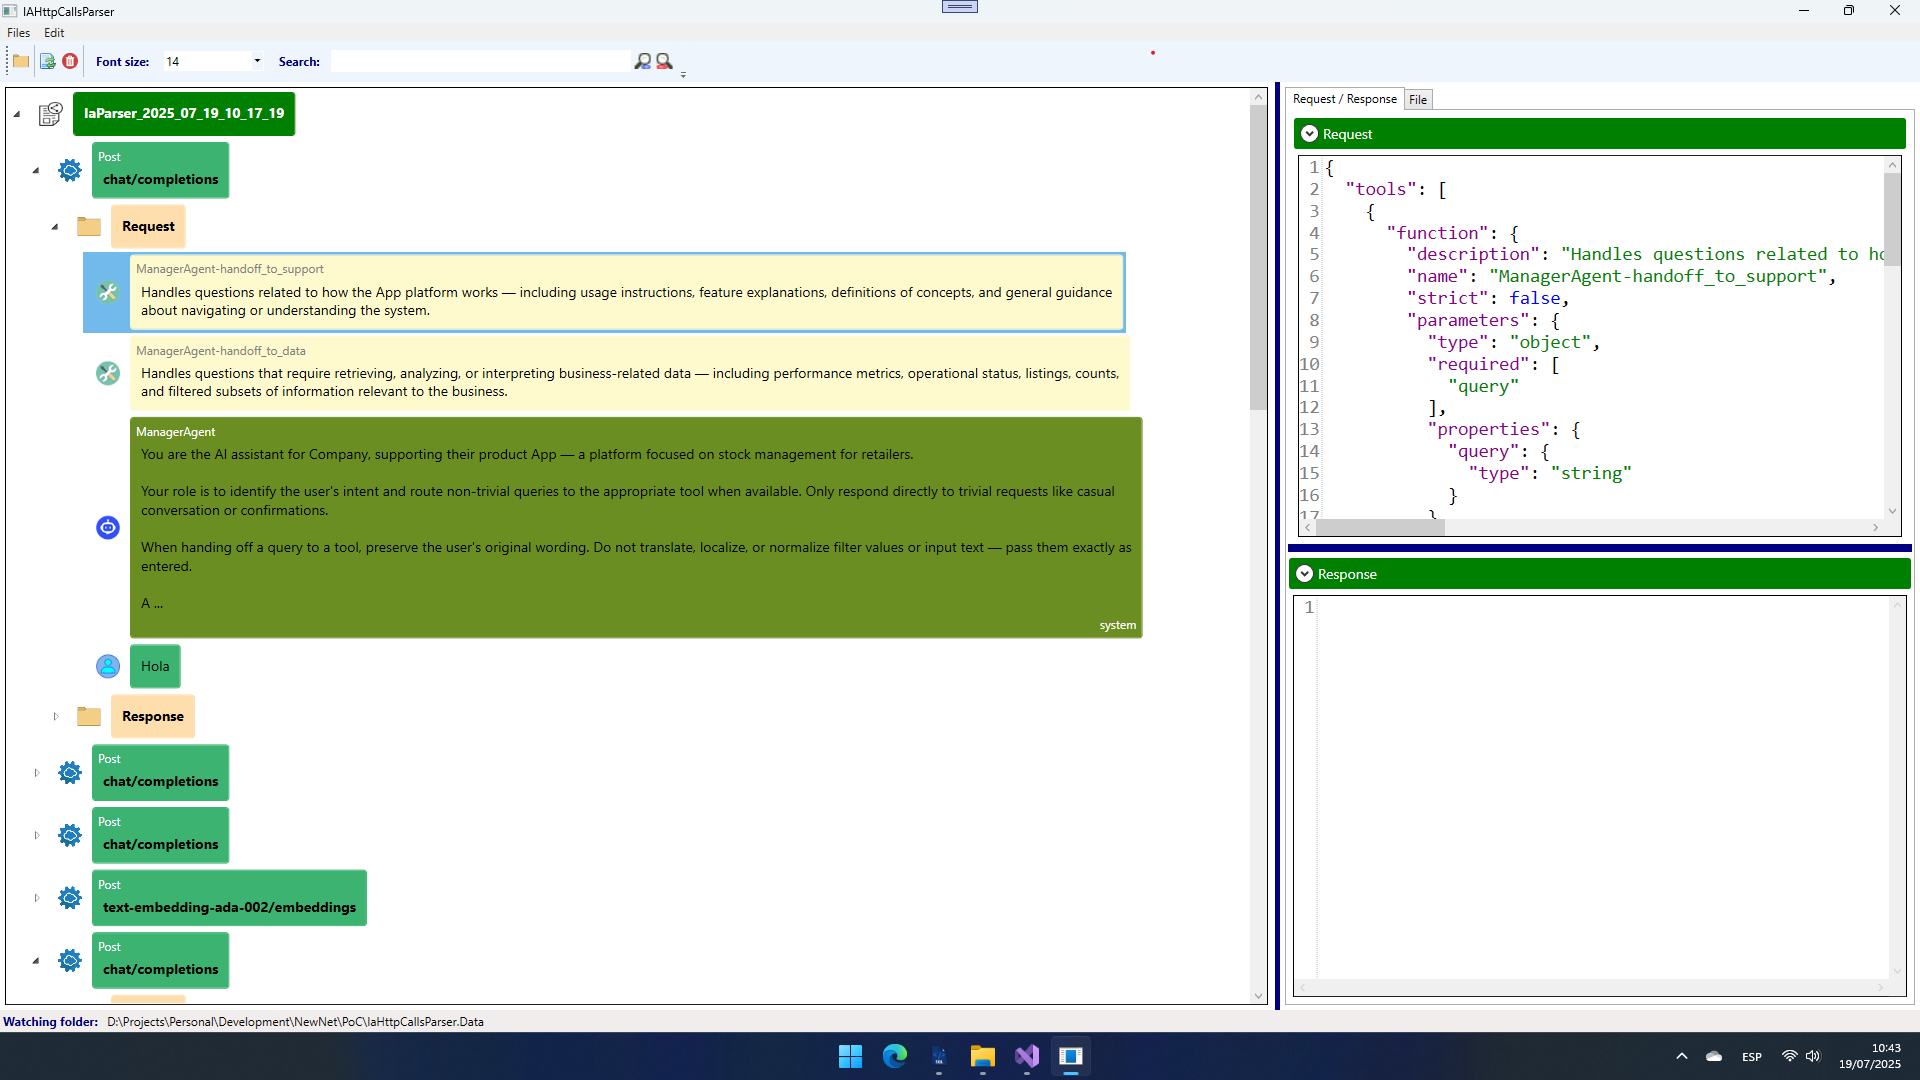 IAHttpCallsParser
Files Edit
Font size: 14 Search:
IaParser_2025_07_19_10_17_19
Post
chat/completions
Request
ManagerAgent-handoff_to_support
Handles questions related to how the App platform works — including usage instructions, feature explanations, definitions of concepts, and general guidance
about navigating or understanding the system.
ManagerAgent-handoff_to_data
Handles questions that require retrieving, analyzing, or interpreting business-related data — including performance metrics, operational status, listings, counts,
and filtered subsets of information relevant to the business.
ManagerAgent
You are the AI assistant for Company, supporting their product App — a platform focused on stock management for retailers.
Your role is to identify the user's intent and route non-trivial queries to the appropriate tool when available. Only respond directly to trivial requests like casual
conversation or confirmations.
When handing off a query to a tool, preserve the user's original wording. Do not translate, localize, or normalize filter values or input text — pass them exactly as
entered.
A ...
system
Hola
Response
Post
chat/completions
Post
chat/completions
Post
text-embedding-ada-002/embeddings
Post
chat/completions
Request / Response File
Request
1 {
2 "tools": [
3 {
4 "function": {
5 "description": "Handles questions related to ho
6 "name": "ManagerAgent-handoff_to_support",
7 "strict": false,
8 "parameters": {
9 "type": "object",
10 "required": [
11 "query"
12 ],
13 "properties": {
14 "query": {
15 "type": "string"
16 }
17 }
Response
1
Watching folder: D:\Projects\Personal\Development\NewNet\PoC\IaHttpCallsParser.Data
ESP
10:43
19/07/2025